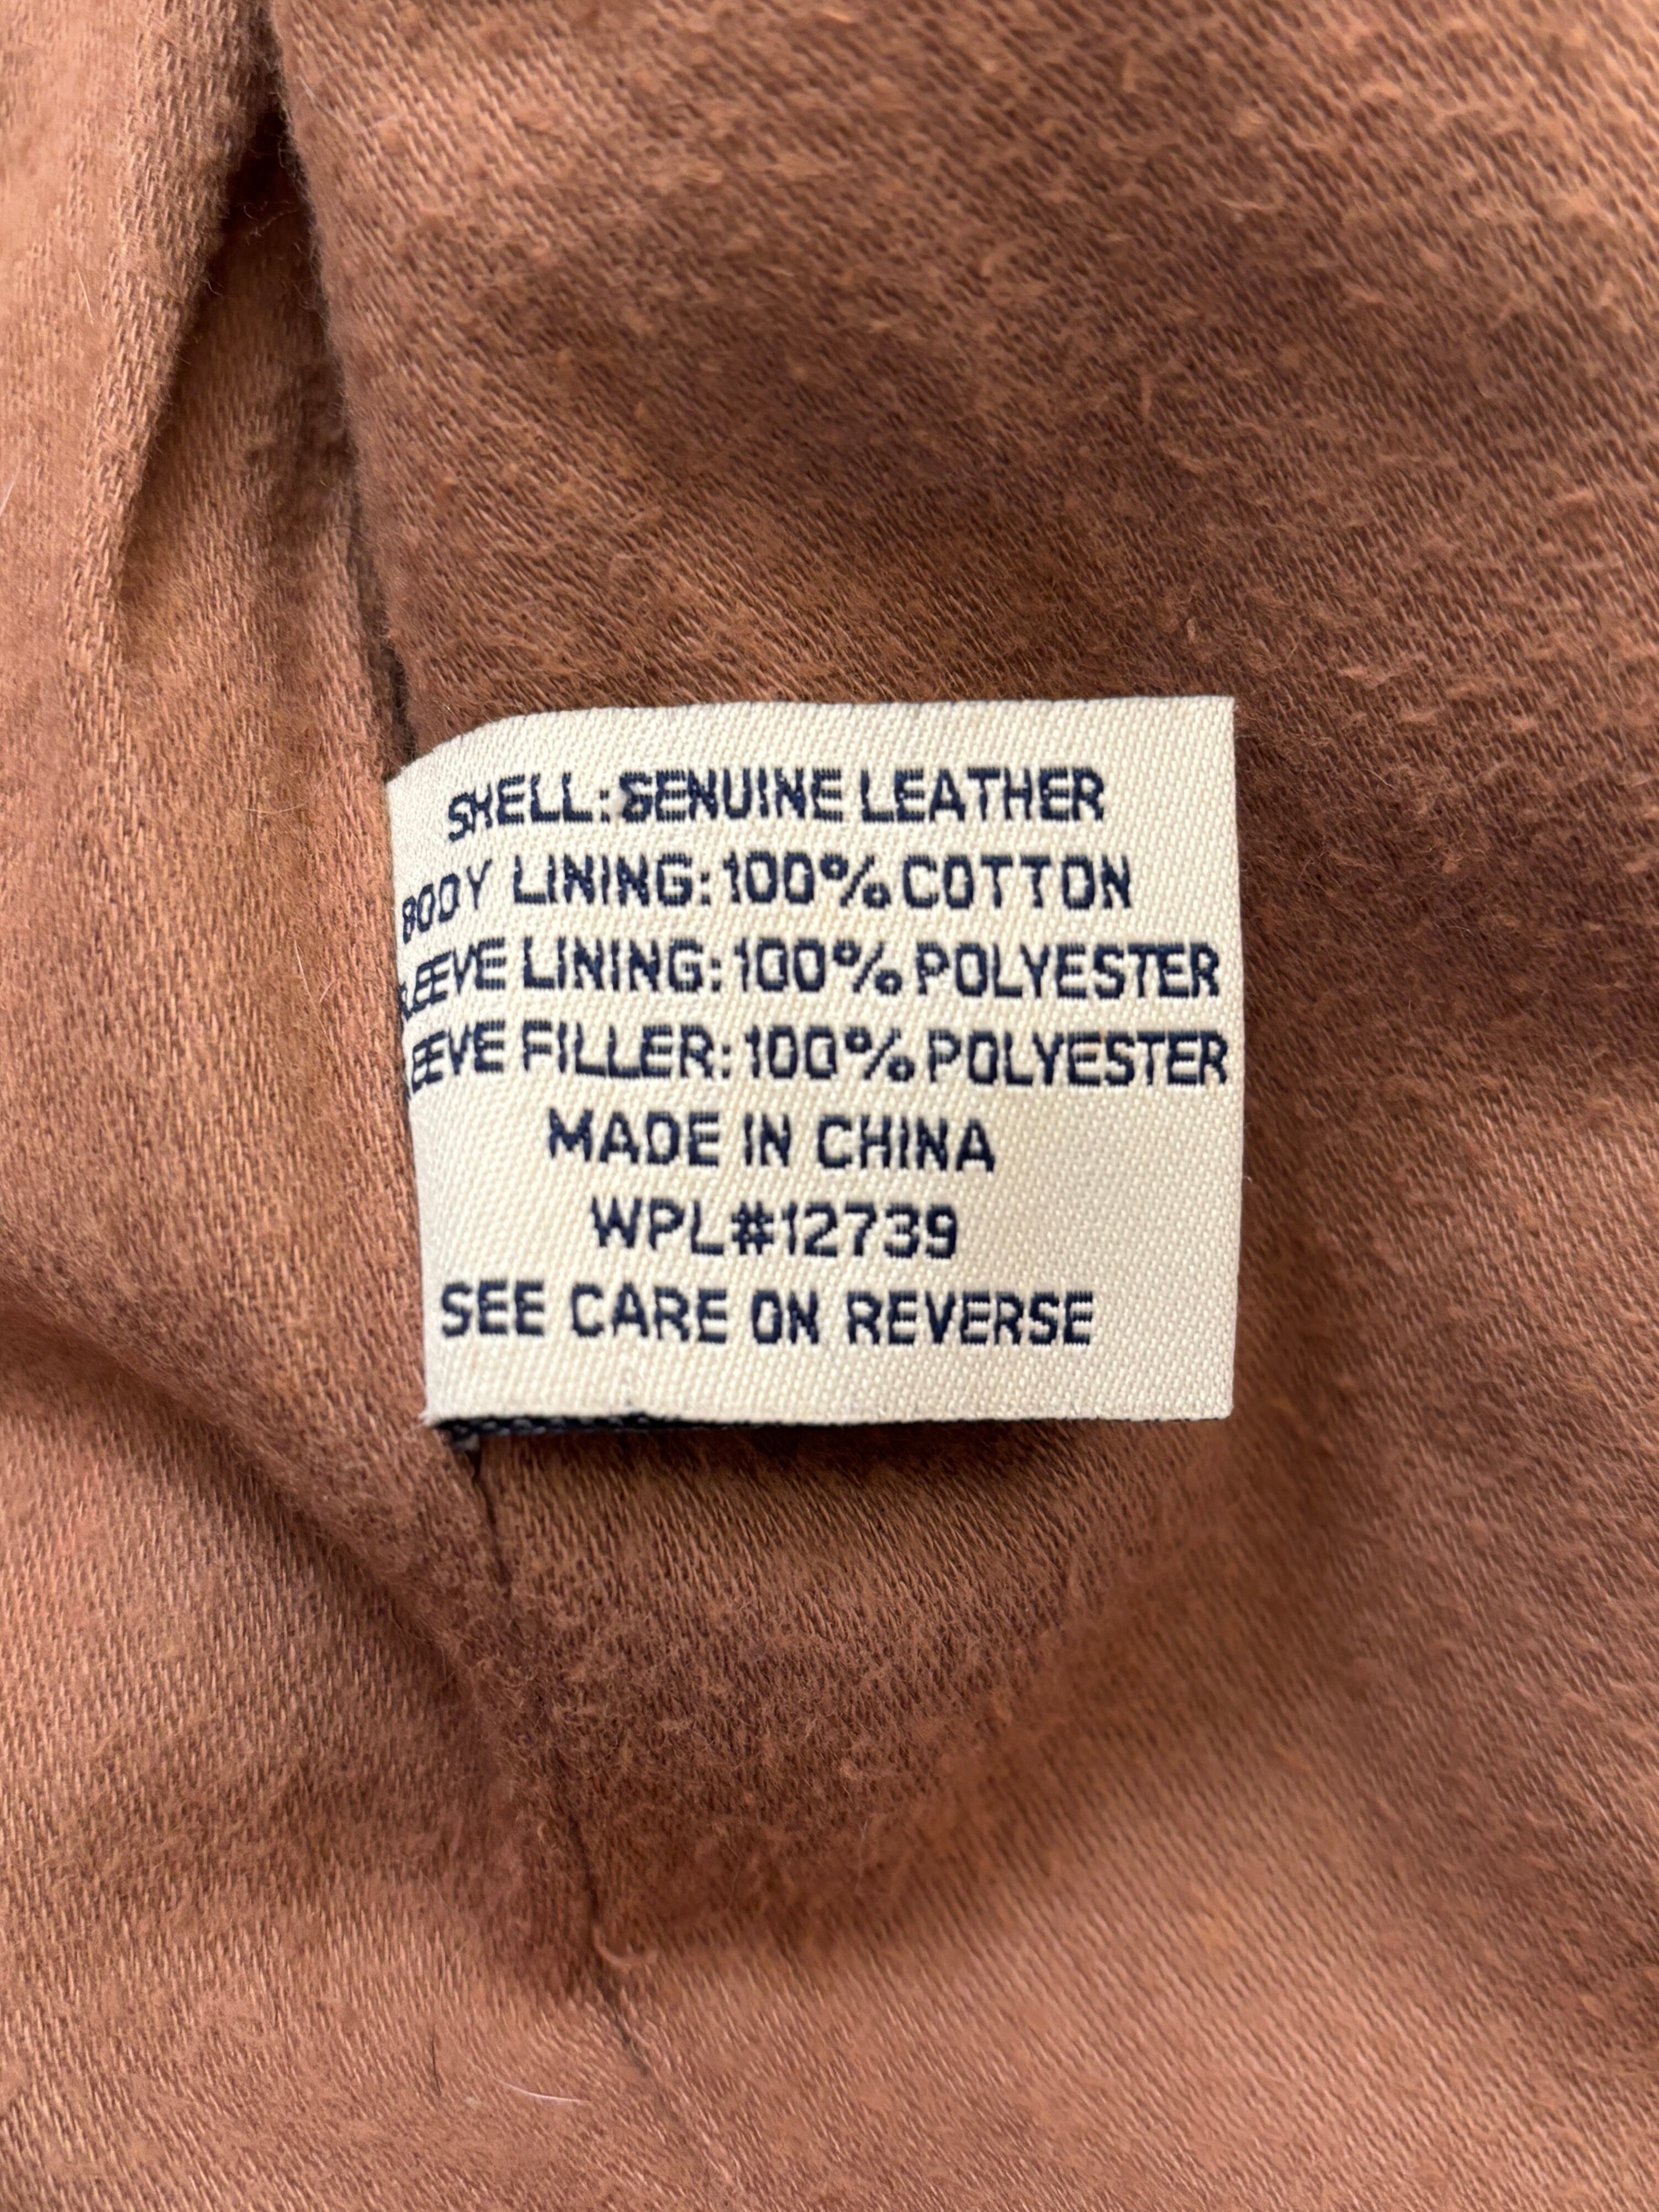 SHELL: GENUINE LEATHER
BODY LINING: 100% COTTON
LEEVE LINING: 100% POLYESTER
LEEVE FILLER: 100% POLYESTER
MADE IN CHINA
WPL#12739
SEE CARE ON REVERSE